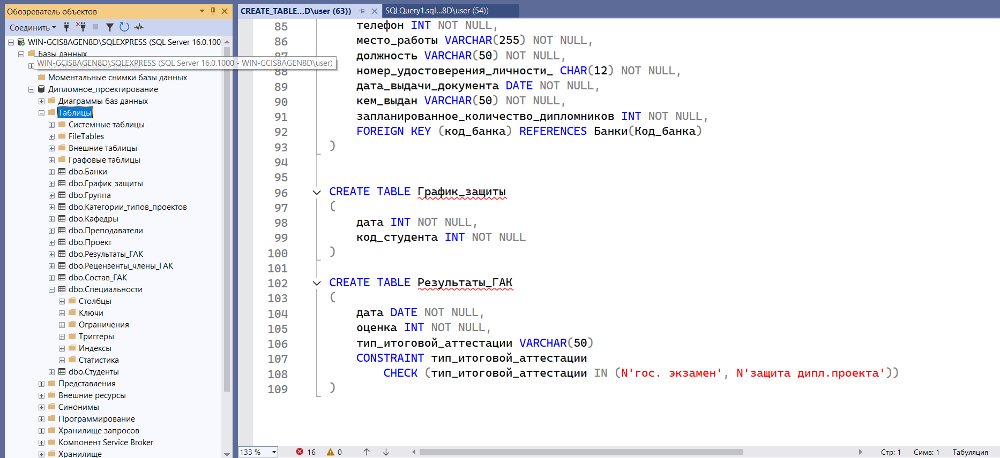 Обозреватель объектов
Соединить
WIN-GCIS8AGEN8D\SQLEXPRESS (SQL Server 16.0.100
Базы данных
WIN-GCIS8AGEN8D\SQLEXPRESS (SQL Server 16.0.1000 - WIN-GCIS8AGEN8D\user)
Системные базы данных
Моментальные снимки базы данных
Дипломное_проектирование
Диаграммы баз данных
Таблицы
Системные таблицы
FileTables
Внешние таблицы
Графовые таблицы
dbo.Банки
dbo.График_защиты
dbo.Группа
dbo.Категории_типов_проектов
dbo.Кафедры
dbo.Преподаватели
dbo.Проект
dbo.Результаты_ГАК
dbo.Рецензенты_члены_ГАК
dbo.Состав_ГАК
dbo.Специальности
Столбцы
Ключи
Ограничения
Триггеры
Индексы
Статистика
dbo.Студенты
Представления
Внешние ресурсы
Синонимы
Программирование
Хранилище запросов
Компонент Service Broker
Хранилище
CREATE_TABLE...D\user (63))
SQLQuery1.sql...8D\user (54))
85 телефон INT NOT NULL,
86 место_работы VARCHAR(255) NOT NULL,
87 должность VARCHAR(50) NOT NULL,
88 номер_удостоверения_личности_ CHAR(12) NOT NULL,
89 дата_выдачи_документа DATE NOT NULL,
90 кем_выдан VARCHAR(50) NOT NULL,
91 запланированное_количество_дипломников INT NOT NULL,
92 FOREIGN KEY (код_банка) REFERENCES Банки(Код_банка)
93 )
94
95
96 CREATE TABLE График_защиты
97 (
98 дата INT NOT NULL,
99 код_студента INT NOT NULL
100 )
101
102 CREATE TABLE Результаты_ГАК
103 (
104 дата DATE NOT NULL,
105 оценка INT NOT NULL,
106 тип_итоговой_аттестации VARCHAR(50)
107 CONSTRAINT тип_итоговой_аттестации
108 CHECK (тип_итоговой_аттестации IN (N'гос. экзамен', N'защита дипл.проекта'))
109 )
133 % 16 0 Стр: 1 Симв: 1 Табуляция